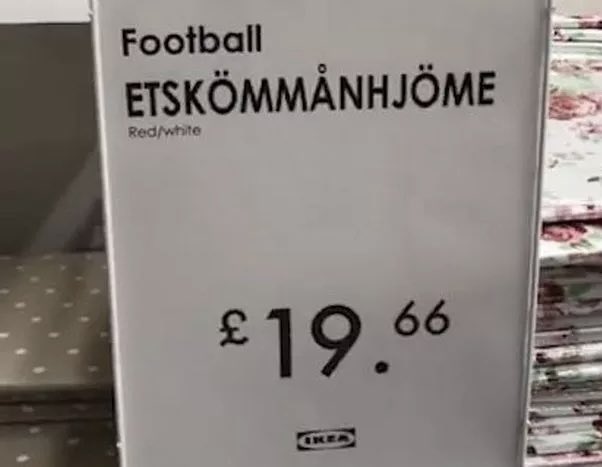 Football
ETSKÖMMÅNHJÖME
Red/white
£19.66
IKEA